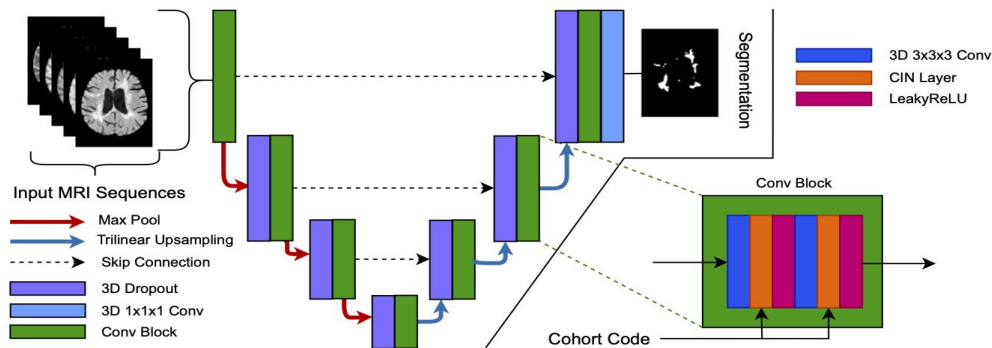 Input MRI Sequences
Max Pool
Trilinear Upsampling
Skip Connection
3D Dropout
3D 1x1x1 Conv
Conv Block
Segmentation
3D 3x3x3 Conv
CIN Layer
LeakyReLU
Conv Block
Cohort Code